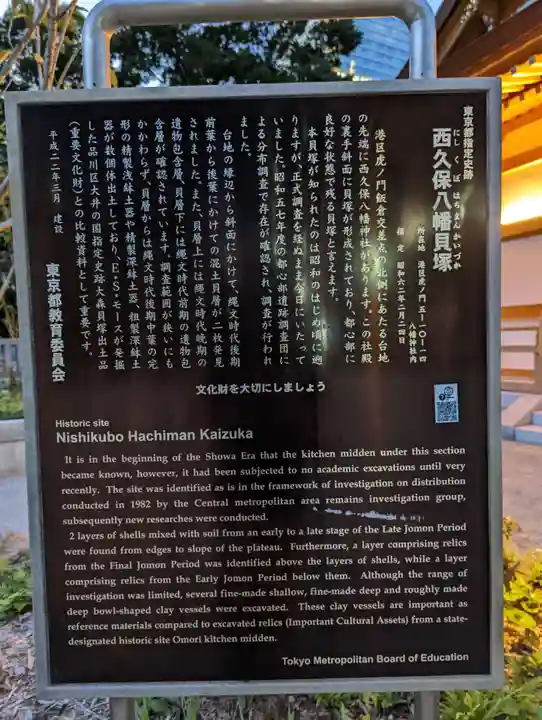 東京都指定史跡
西久保八幡貝塚
にしくぼはちまんかいづか
所在地 港区虎ノ門五-一〇-一四
八幡神社内
指定 昭和六二年二月二四日
港区虎ノ門飯倉交差点の北側にあたる台地
の先端に西久保八幡神社があります。この社殿
の裏手斜面に貝塚が形成されており、都心部に
良好な状態で残る貝塚と言えます。
本貝塚が知られたのは昭和のはじめ頃に遡
りますが、正式調査を経ぬまま今日にいたって
いました。昭和五七年度の都心部遺跡調査団に
よる分布調査で存在が確認され、調査が行われ
ました。
台地の縁辺から斜面にかけて、縄文時代後期
前葉から後葉にかけての混土貝層が二枚発見
されました。また、貝層上には縄文時代晩期の
遺物包含層、貝層下には縄文時代前期の遺物包
含層が確認されています。調査範囲が狭いにも
かかわらず、貝層からは縄文時代後期中葉の完
形の精製浅鉢土器や精製深鉢土器、粗製深鉢土
器が数個体出土しており、E・S・モースが発掘
した品川区大井の国指定史跡大森貝塚出土品
(重要文化財)との比較資料として重要です。
平成二二年三月 建設
東京都教育委員会
文化財を大切にしましょう
Historic site
Nishikubo Hachiman Kaizuka
It is in the beginning of the Showa Era that the kitchen midden under this section
became known, however, it had been subjected to no academic excavations until very
recently. The site was identified as is in the framework of investigation on distribution
conducted in 1982 by the Central metropolitan area remains investigation group,
subsequently new researches were conducted.
2 layers of shells mixed with soil from an early to a late stage of the Late Jomon Period
were found from edges to slope of the plateau. Furthermore, a layer comprising relics
from the Final Jomon Period was identified above the layers of shells, while a layer
comprising relics from the Early Jomon Period below them. Although the range of
investigation was limited, several fine-made shallow, fine-made deep and roughly made
deep bowl-shaped clay vessels were excavated. These clay vessels are important as
reference materials compared to excavated relics (Important Cultural Assets) from a state-
designated historic site Omori kitchen midden.
Tokyo Metropolitan Board of Education